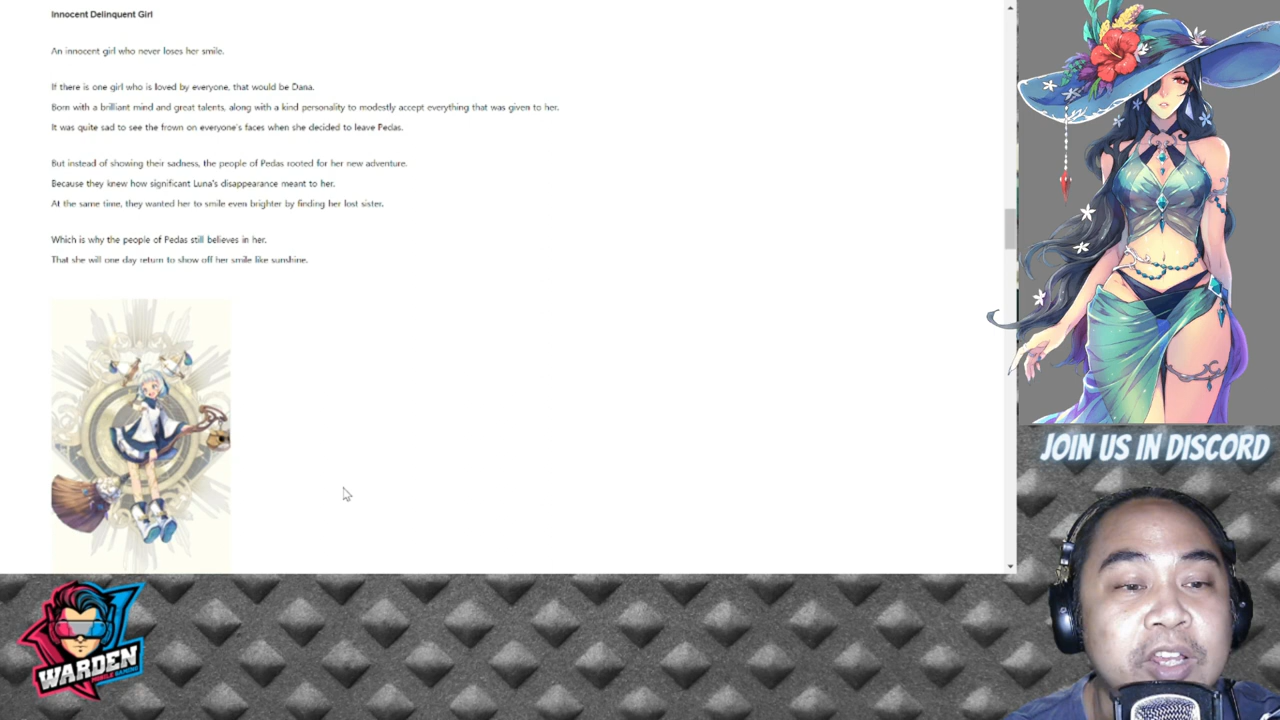 Innocent Delinquent Girl
An innocent girl who never loses her smile.
If there is one girl who is loved by everyone, that would be Dana.
Born with a brilliant mind and great talents, along with a kind personality to modestly accept everything that was given to her.
It was quite sad to see the frown on everyone's faces when she decided to leave Pedas.
But instead of showing their sadness, the people of Pedas rooted for her new adventure.
Because they knew how significant Luna's disappearance meant to her.
At the same time, they wanted her to smile even brighter by finding her lost sister.
Which is why the people of Pedas still believes in her.
That she will one day return to show off her smile like sunshine.
JOIN US IN DISCORD
WARDEN
MOBILE GAMING